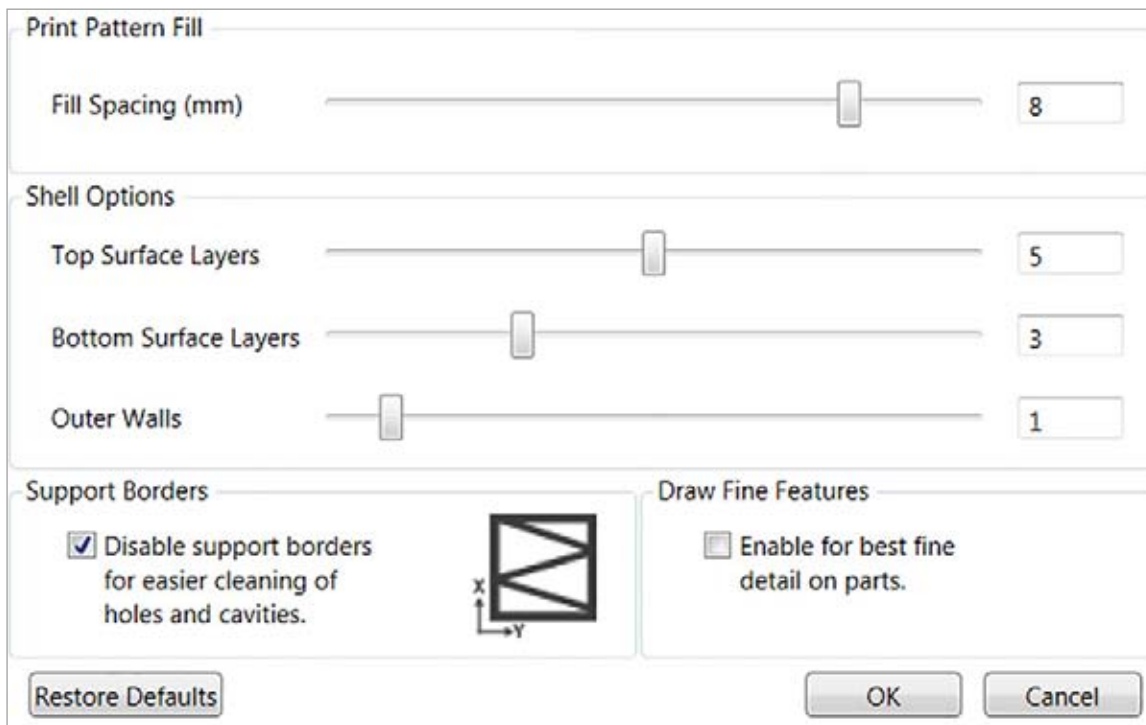 Print Pattern Fill
Fill Spacing (mm) 8
Shell Options
Top Surface Layers 5
Bottom Surface Layers 3
Outer Walls 1
Support Borders
Disable support borders
for easier cleaning of
holes and cavities.
X
Y
Draw Fine Features
Enable for best fine
detail on parts.
Restore Defaults
OK
Cancel